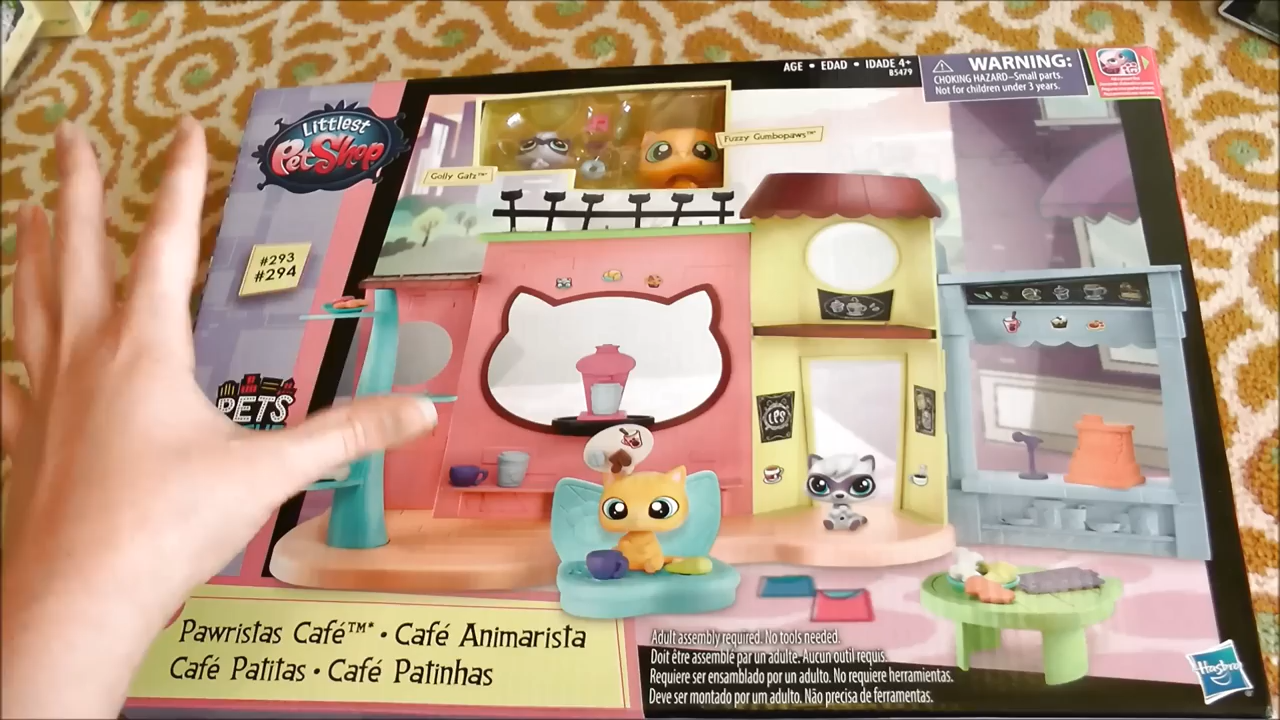 AGE • EDAD • IDADE 4+
B5479
WARNING:
CHOKING HAZARD–Small parts.
Not for children under 3 years.
LITTLEST
PetShop
Fuzzy Gumbopaws™
Golly Gatz™
#293
#294
PETS
LPS
Pawristas Café™* • Café Animarista
Café Patitas • Café Patinhas
Adult assembly required. No tools needed.
Doit être assemblé par un adulte. Aucun outil requis.
Requiere ser ensamblado por un adulto. No requiere herramientas.
Deve ser montado por um adulto. Não precisa de ferramentas.
Hasbro